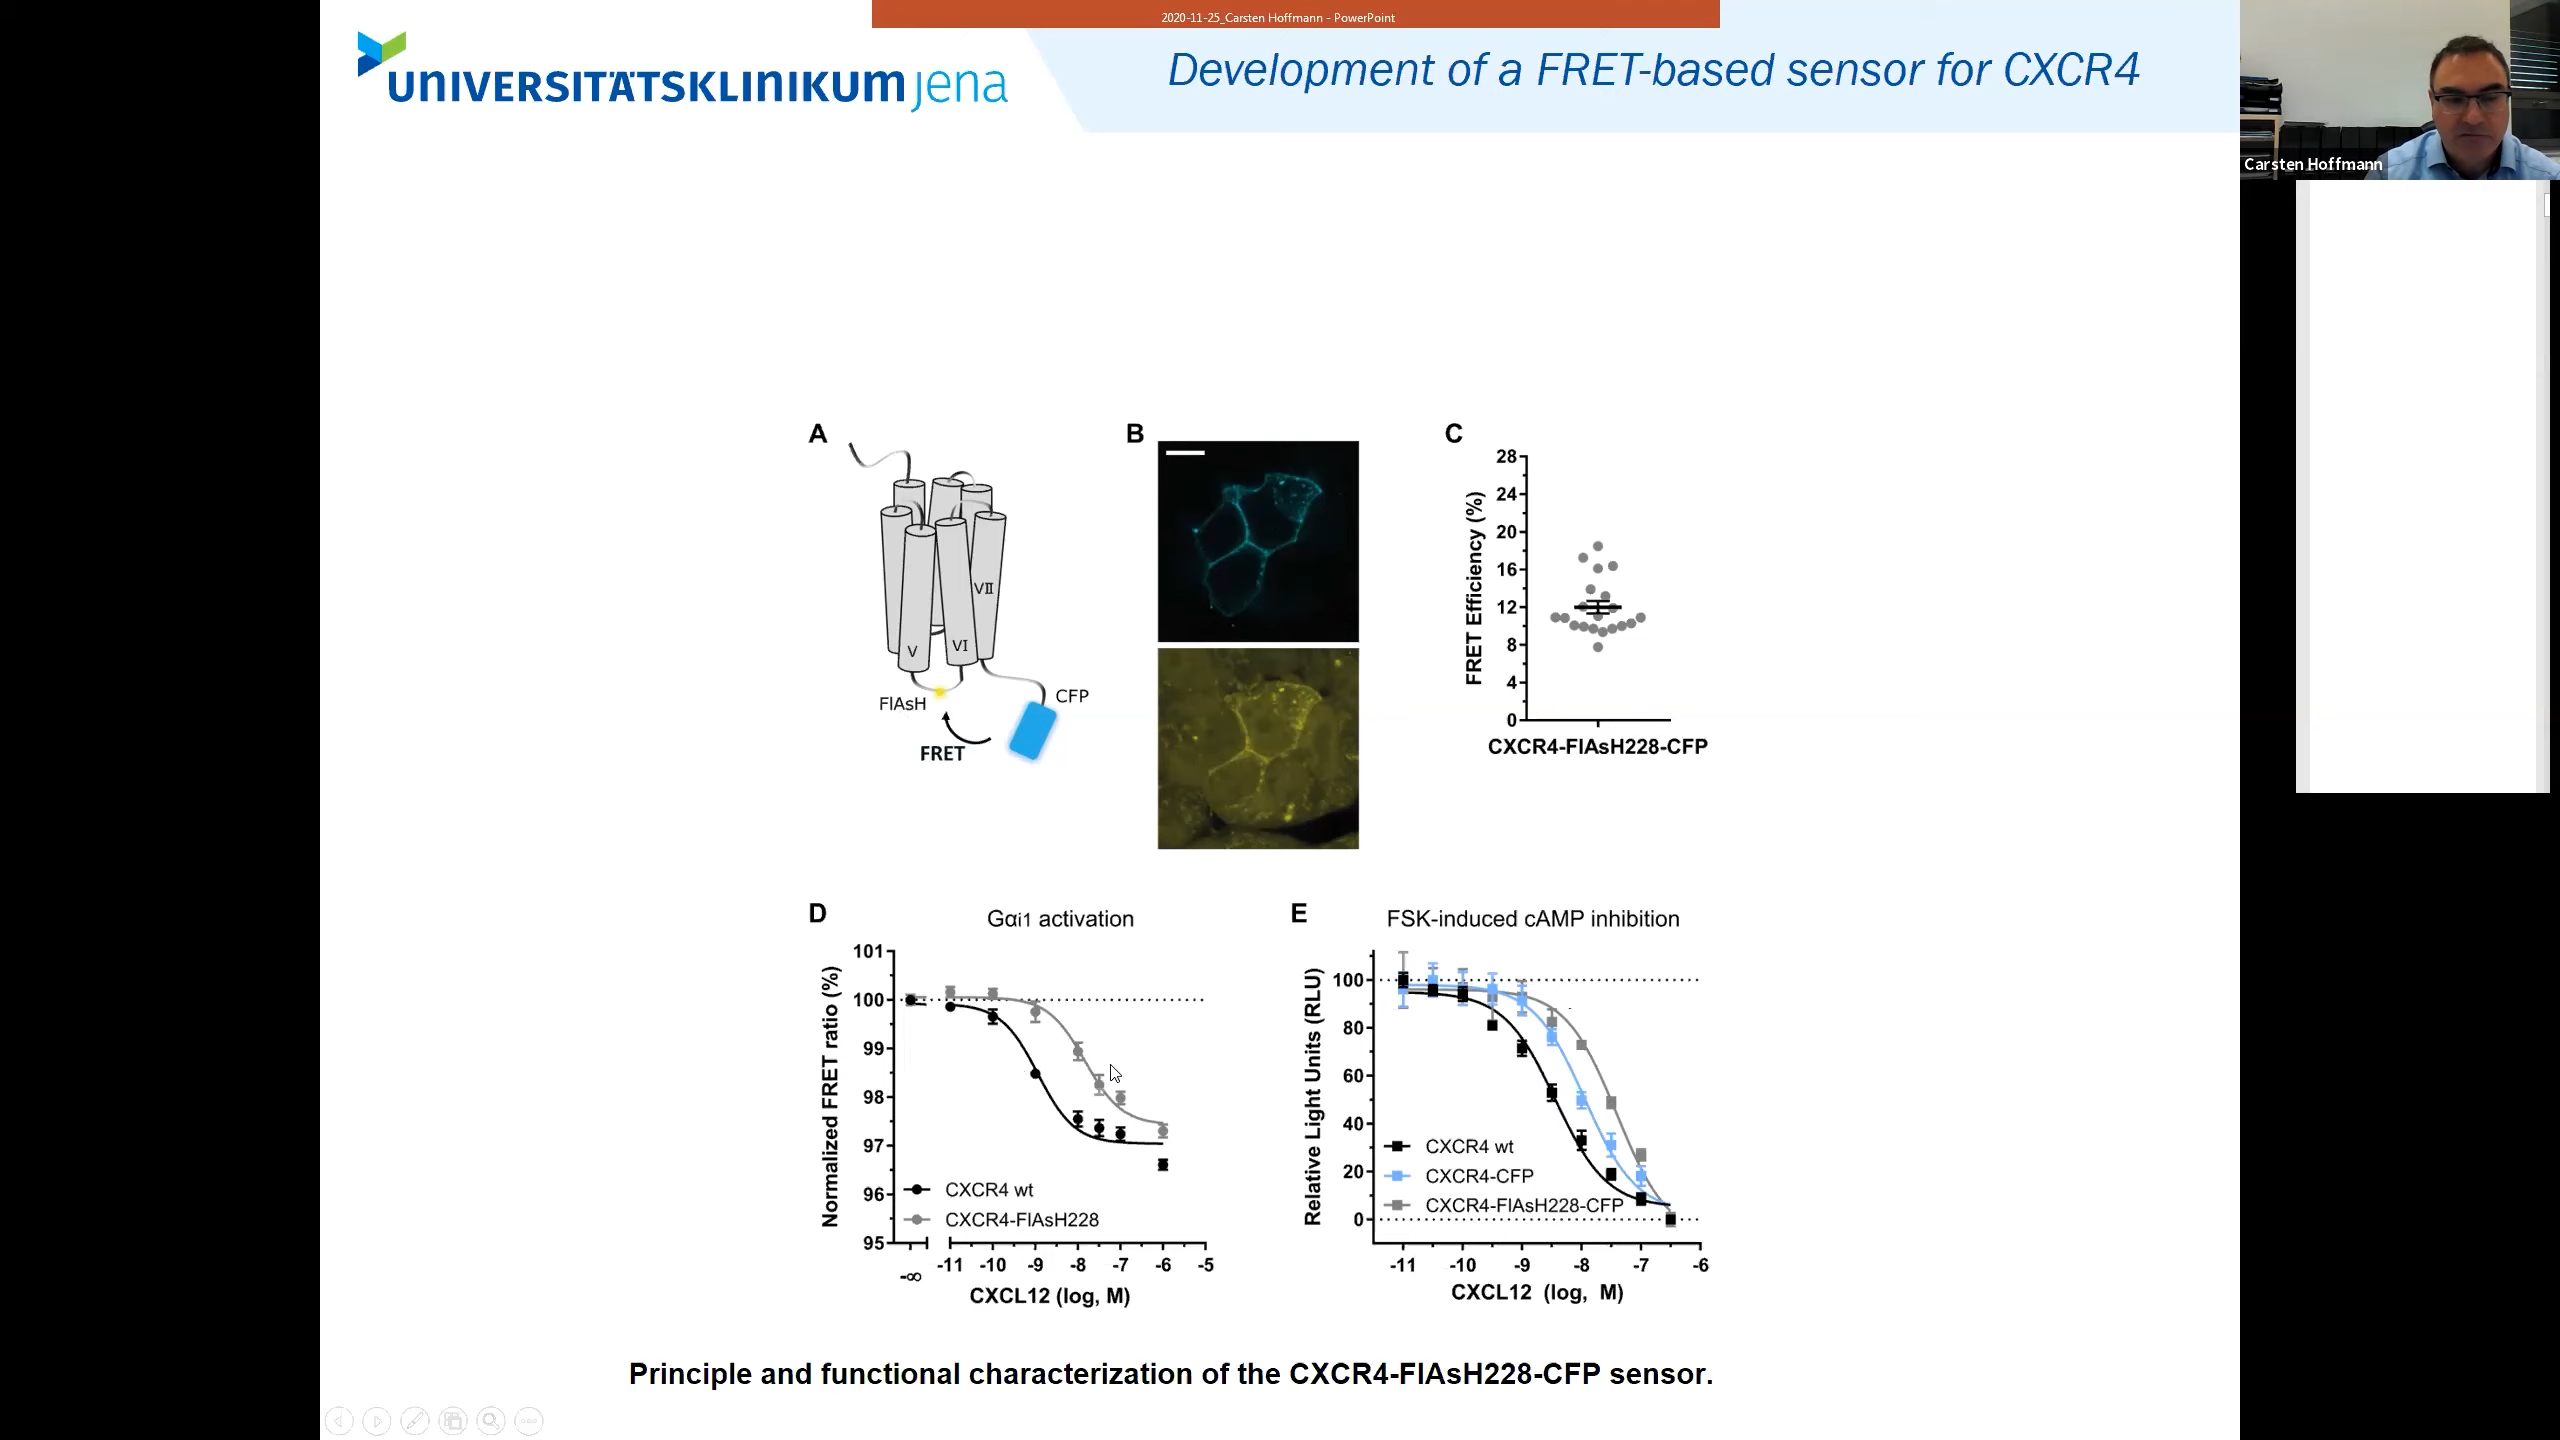 2020-11-25_Carsten Hoffmann - PowerPoint
UNIVERSITÄTSKLINIKUM jena
Development of a FRET-based sensor for CXCR4
Carsten Hoffmann
A
V
VI
VII
FlAsH
CFP
FRET
B
C
FRET Efficiency (%)
28
24
20
16
12
8
4
0
CXCR4-FlAsH228-CFP
D
Gαi1 activation
Normalized FRET ratio (%)
101
100
99
98
97
96
95
CXCR4 wt
CXCR4-FlAsH228
-∞ -11 -10 -9 -8 -7 -6 -5
CXCL12 (log, M)
E
FSK-induced cAMP inhibition
Relative Light Units (RLU)
100
80
60
40
20
0
CXCR4 wt
CXCR4-CFP
CXCR4-FlAsH228-CFP
-11 -10 -9 -8 -7 -6
CXCL12 (log, M)
Principle and functional characterization of the CXCR4-FlAsH228-CFP sensor.